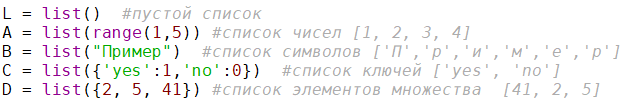 L = list()  #пустой список
A = list(range(1,5)) #список чисел [1, 2, 3, 4]
B = list("Пример")  #список символов ['П','р','и','м','е','р']
C = list({'yes':1,'no':0})  #список ключей ['yes', 'no']
D = list({2, 5, 41}) #список элементов множества  [41, 2, 5]